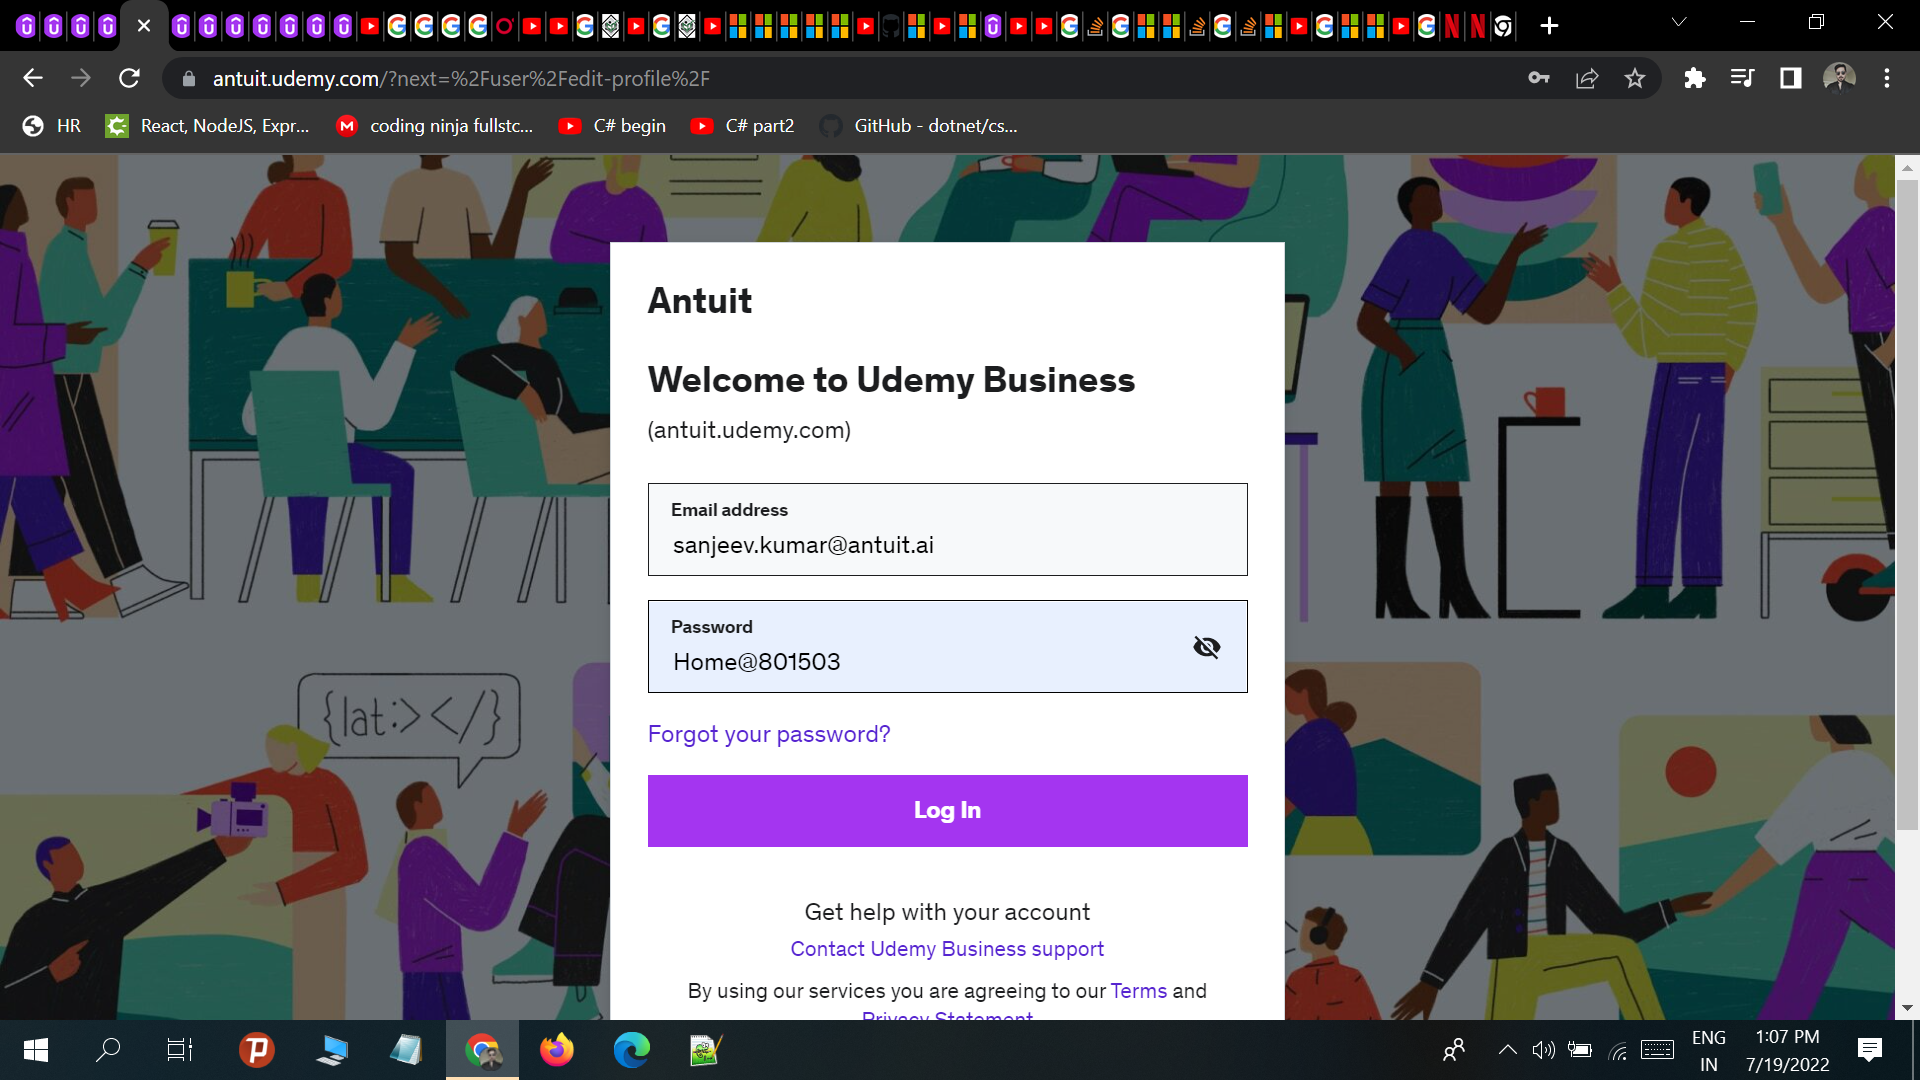 antuit.udemy.com/?next=%2Fuser%2Fedit-profile%2F
HR
React, NodeJS, Expr...
coding ninja fullstc...
C# begin
C# part2
GitHub - dotnet/cs...
Antuit
Welcome to Udemy Business
(antuit.udemy.com)
Email address
sanjeev.kumar@antuit.ai
Password
Home@801503
Forgot your password?
Log In
{lat:></}
Get help with your account
Contact Udemy Business support
By using our services you are agreeing to our Terms and
Privacy Statement
ENG
IN
1:07 PM
7/19/2022